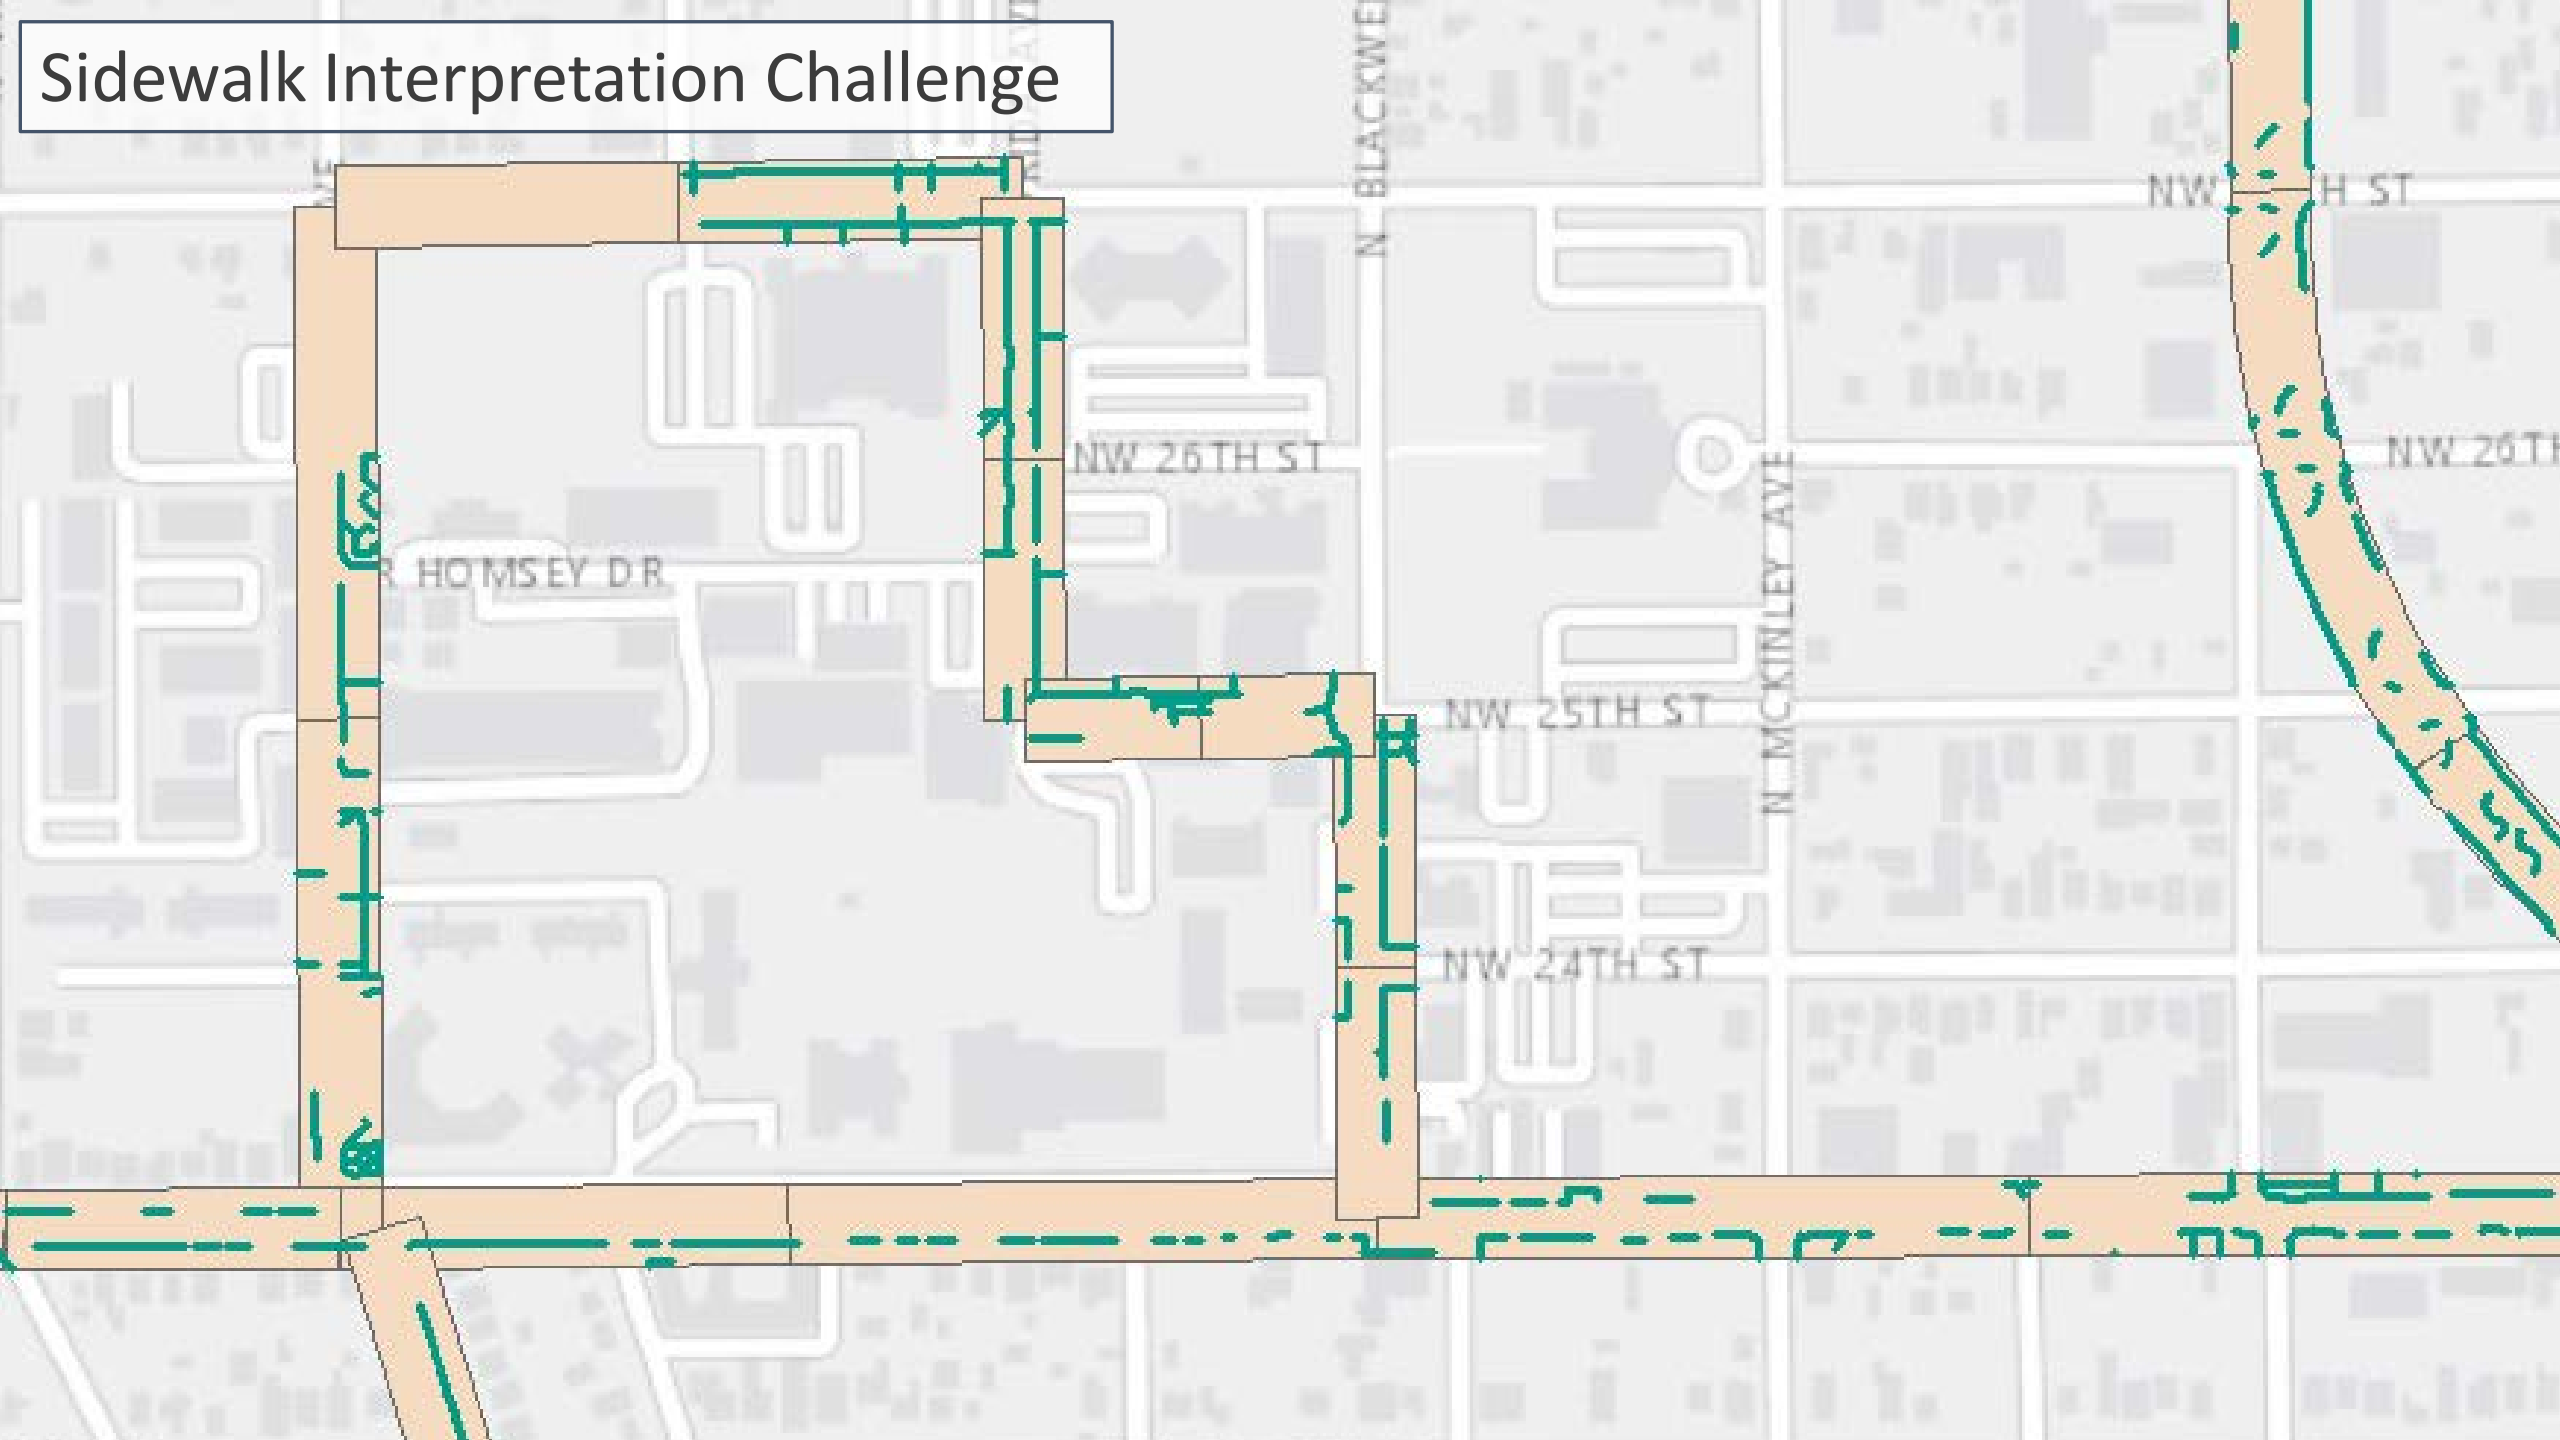 Sidewalk Interpretation Challenge
N BLACKWE
NW
H ST
NW 26TH ST
NW 26TH
R HOMSEY DR
N MCKINLEY AVE
NW 25TH ST
NW 24TH ST